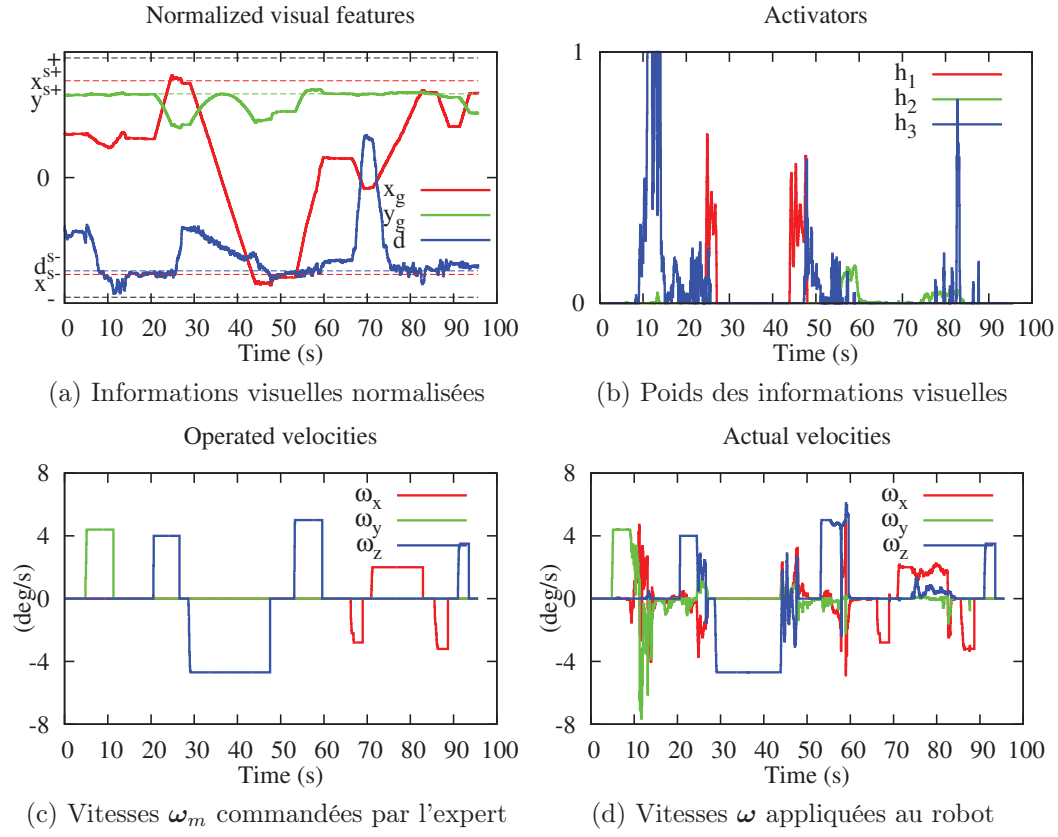 Normalized visual features
+
x^{s+}
y^{s+}
0
d^{s-}
x^{s-}
-
x_g
y_g
d
0 10 20 30 40 50 60 70 80 90 100
Time (s)
(a) Informations visuelles normalisées
Activators
1
0
h_1
h_2
h_3
0 10 20 30 40 50 60 70 80 90 100
Time (s)
(b) Poids des informations visuelles
Operated velocities
8
4
0
-4
-8
(deg/s)
ω_x
ω_y
ω_z
0 10 20 30 40 50 60 70 80 90 100
Time (s)
(c) Vitesses ω_m commandées par l'expert
Actual velocities
8
4
0
-4
-8
(deg/s)
ω_x
ω_y
ω_z
0 10 20 30 40 50 60 70 80 90 100
Time (s)
(d) Vitesses ω appliquées au robot